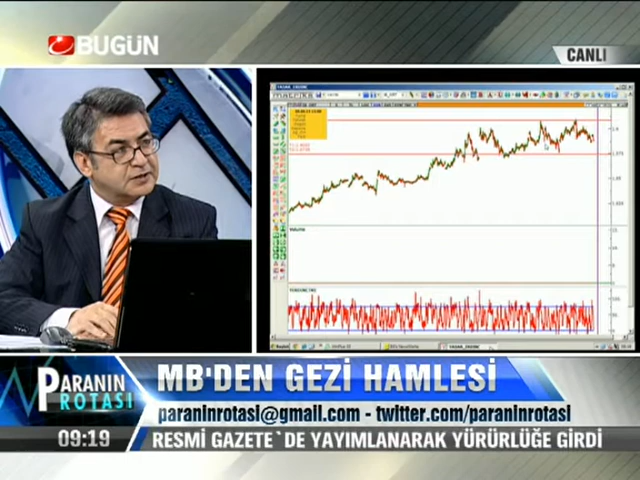 BUGÜN
CANLI
MB'DEN GEZİ HAMLESİ
PARANIN ROTASI
paraninrotasi@gmail.com - twitter.com/paraninrotasi
09:19 RESMİ GAZETE`DE YAYIMLANARAK YÜRÜRLÜĞE GİRDİ